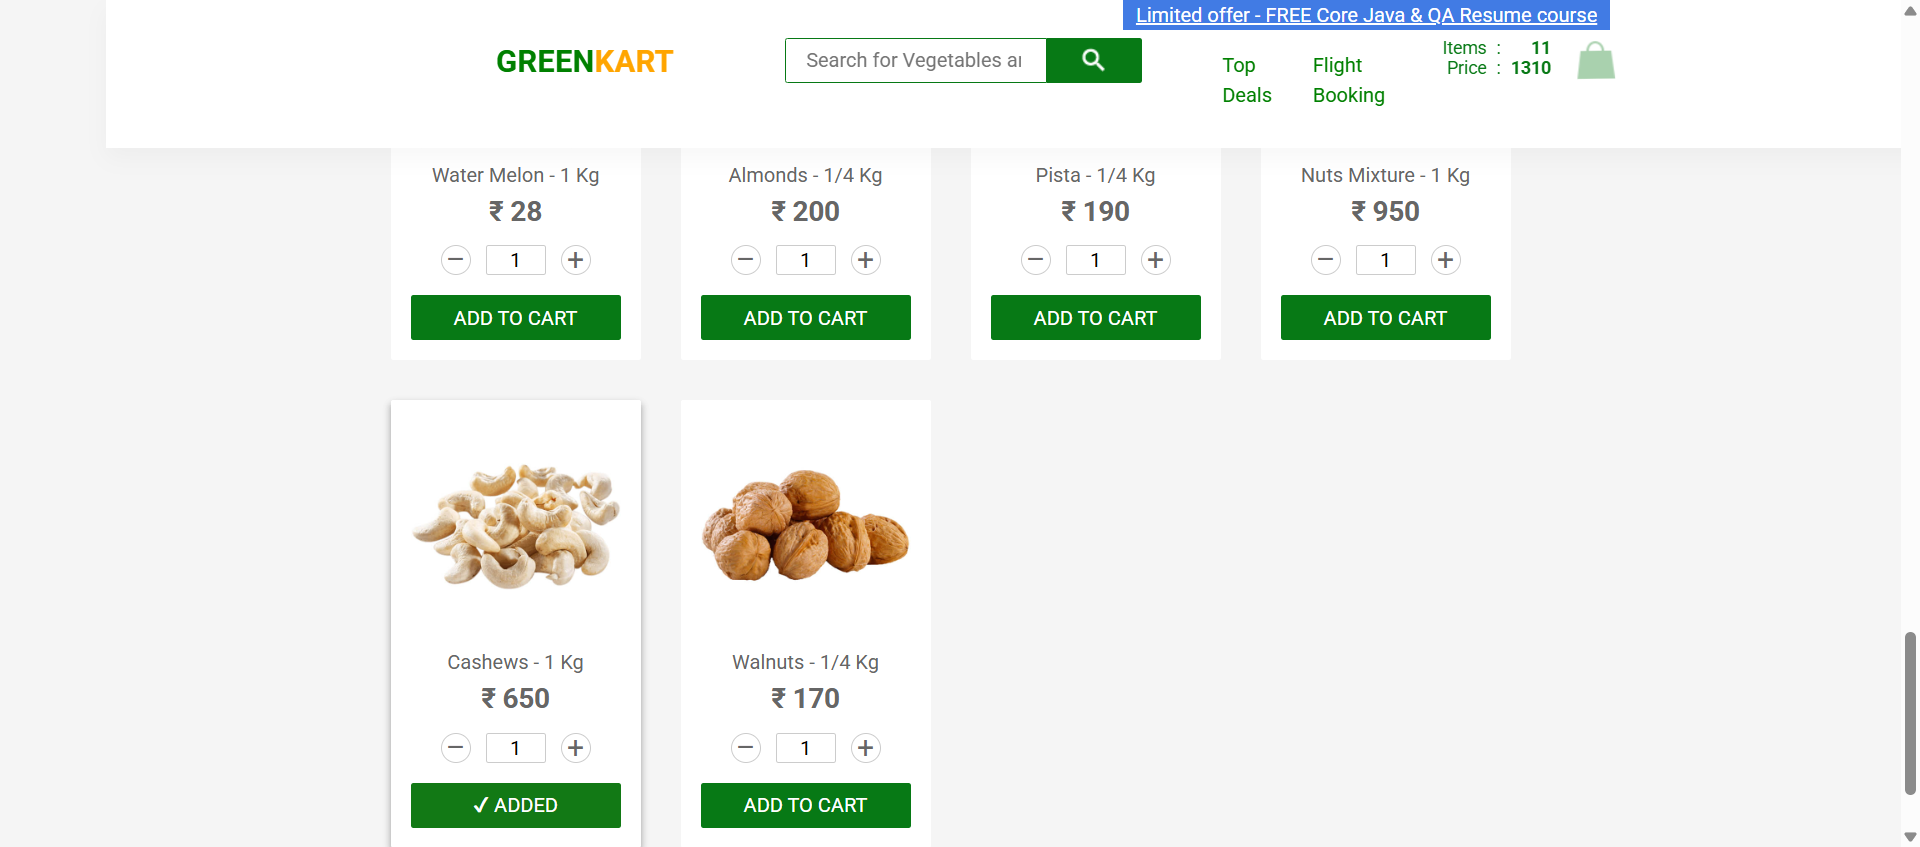 Limited offer - FREE Core Java & QA Resume course
GREENKART
Search for Vegetables ar
Top
Deals
Flight
Booking
Items : 11
Price : 1310
Water Melon - 1 Kg
₹ 28
− 1 +
ADD TO CART
Almonds - 1/4 Kg
₹ 200
− 1 +
ADD TO CART
Pista - 1/4 Kg
₹ 190
− 1 +
ADD TO CART
Nuts Mixture - 1 Kg
₹ 950
− 1 +
ADD TO CART
Cashews - 1 Kg
₹ 650
− 1 +
✓ ADDED
Walnuts - 1/4 Kg
₹ 170
− 1 +
ADD TO CART